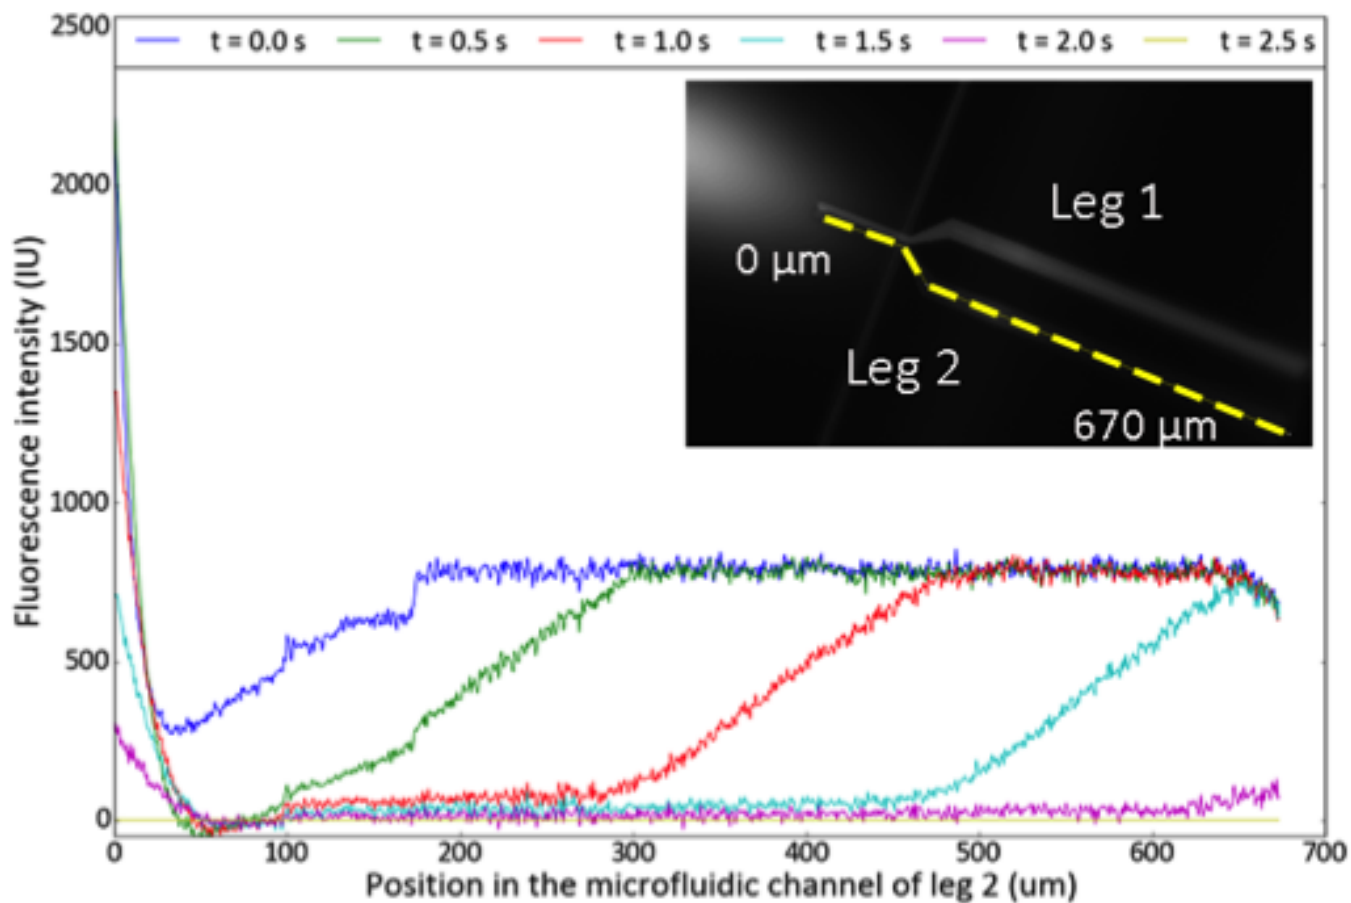 2500
t = 0.0 s t = 0.5 s t = 1.0 s t = 1.5 s t = 2.0 s t = 2.5 s
Leg 1
0 µm
Leg 2
670 µm
2000
1500
1000
500
0
Fluorescence intensity (IU)
0 100 200 300 400 500 600 700
Position in the microfluidic channel of leg 2 (um)